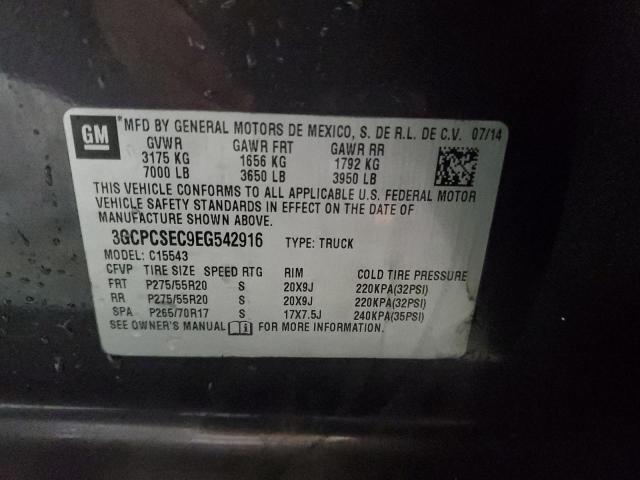 GM *MFD BY GENERAL MOTORS DE MEXICO, S. DE R.L. DE C.V. 07/14
GVWR GAWR FRT GAWR RR
3175 KG 1656 KG 1792 KG
7000 LB 3650 LB 3950 LB
THIS VEHICLE CONFORMS TO ALL APPLICABLE U.S. FEDERAL MOTOR
VEHICLE SAFETY STANDARDS IN EFFECT ON THE DATE OF
MANUFACTURE SHOWN ABOVE.
3GCPCSEC9EG542916 TYPE: TRUCK
MODEL: C15543
CFVP TIRE SIZE SPEED RTG RIM COLD TIRE PRESSURE
FRT P275/55R20 S 20X9J 220KPA(32PSI)
RR P275/55R20 S 20X9J 220KPA(32PSI)
SPA P265/70R17 S 17X7.5J 240KPA(35PSI)
SEE OWNER'S MANUAL FOR MORE INFORMATION.